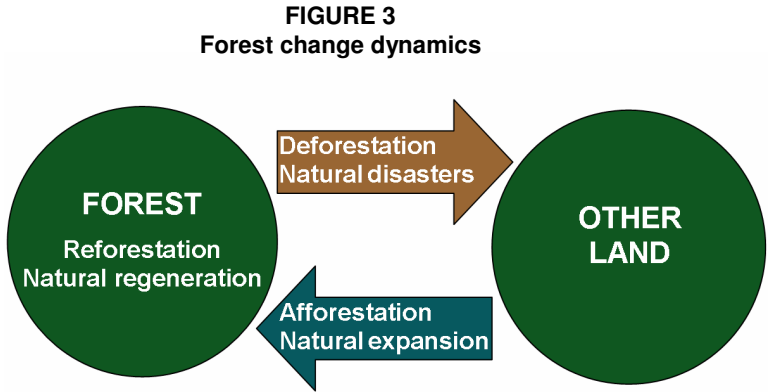 FIGURE 3
Forest change dynamics
Deforestation
Natural disasters
FOREST
Reforestation
Natural regeneration
OTHER
LAND
Afforestation
Natural expansion